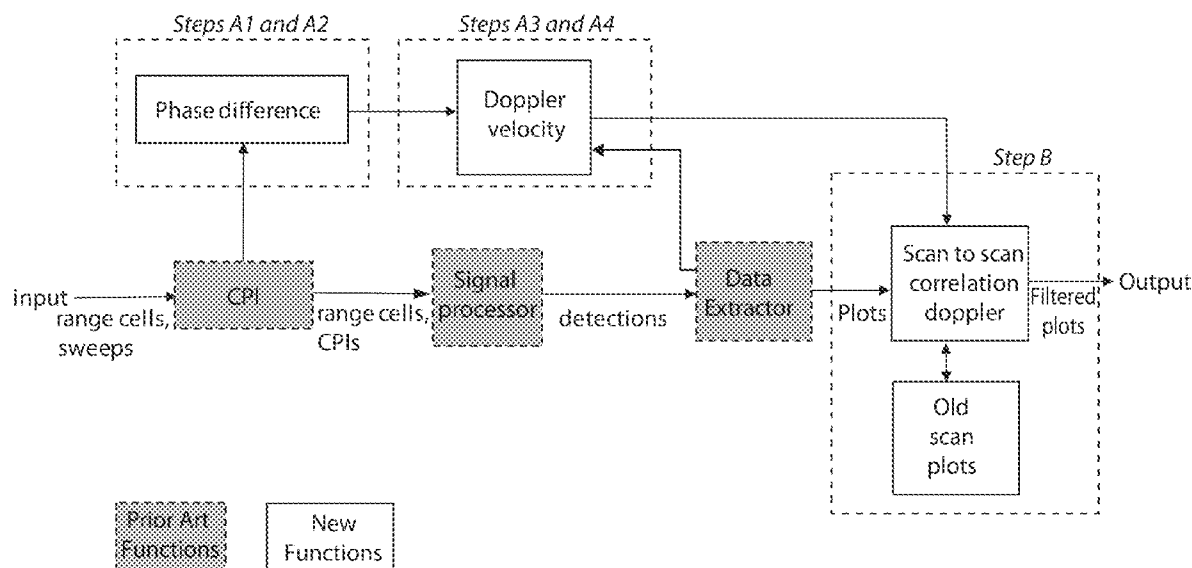 Steps A1 and A2
Steps A3 and A4
Phase difference
Doppler
velocity
Step B
input
range cells,
sweeps
CPI
range cells,
CPIs
Signal
processor
detections
Data
Extractor
Plots
Scan to scan
correlation
doppler
Filtered
plots
Output
Old
scan
plots
Prior Art
Functions
New
Functions